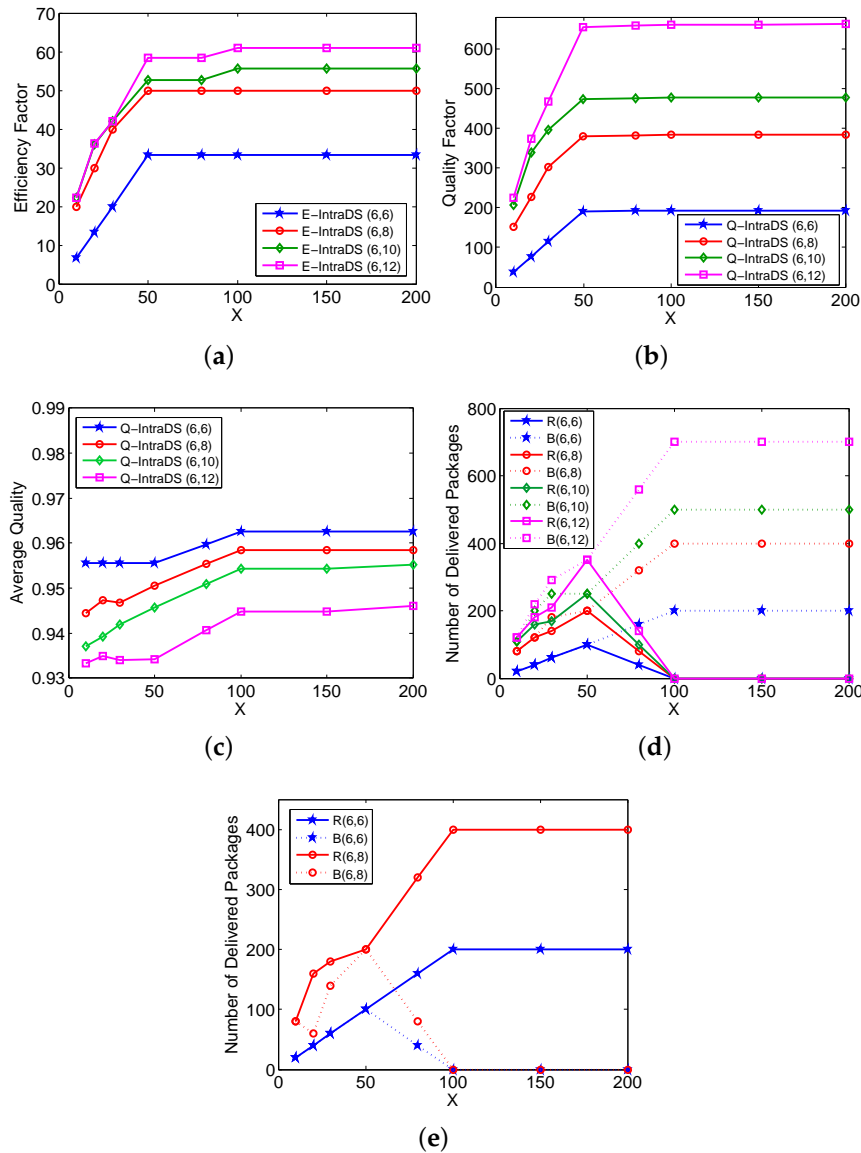 70
60
50
40
30
20
10
0
Efficiency Factor
E−IntraDS (6,6)
E−IntraDS (6,8)
E−IntraDS (6,10)
E−IntraDS (6,12)
0 50 100 150 200
X
(a)
600
500
400
300
200
100
0
Quality Factor
Q−IntraDS (6,6)
Q−IntraDS (6,8)
Q−IntraDS (6,10)
Q−IntraDS (6,12)
0 50 100 150 200
X
(b)
0.99
0.98
0.97
0.96
0.95
0.94
0.93
Average Quality
Q−IntraDS (6,6)
Q−IntraDS (6,8)
Q−IntraDS (6,10)
Q−IntraDS (6,12)
0 50 100 150 200
X
(c)
800
600
400
200
0
Number of Delivered Packages
R(6,6)
B(6,6)
R(6,8)
B(6,8)
R(6,10)
B(6,10)
R(6,12)
B(6,12)
0 50 100 150 200
X
(d)
400
300
200
100
0
Number of Delivered Packages
R(6,6)
B(6,6)
R(6,8)
B(6,8)
0 50 100 150 200
X
(e)